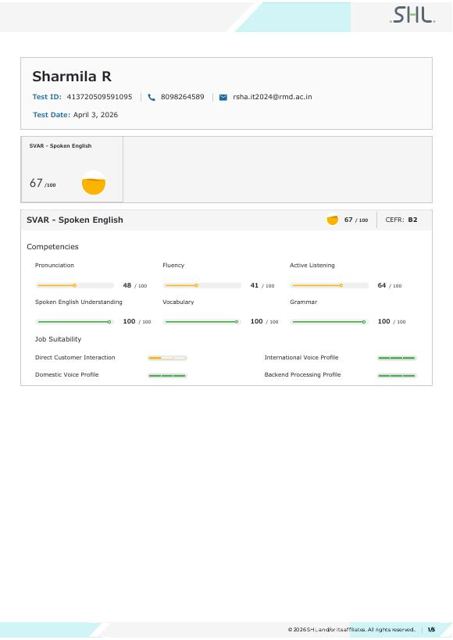 SHL
Sharmila R
Test ID: 413720509591095 | 8098264589 | rsha.it2024@rmd.ac.in
Test Date: April 3, 2026
SVAR - Spoken English
67 /100
SVAR - Spoken English 67 / 100 CEFR: B2
Competencies
Pronunciation Fluency Active Listening
48 / 100 41 / 100 64 / 100
Spoken English Understanding Vocabulary Grammar
100 / 100 100 / 100 100 / 100
Job Suitability
Direct Customer Interaction International Voice Profile
Domestic Voice Profile Backend Processing Profile
© 2026 SHL and/or its affiliates. All rights reserved. | 1/5